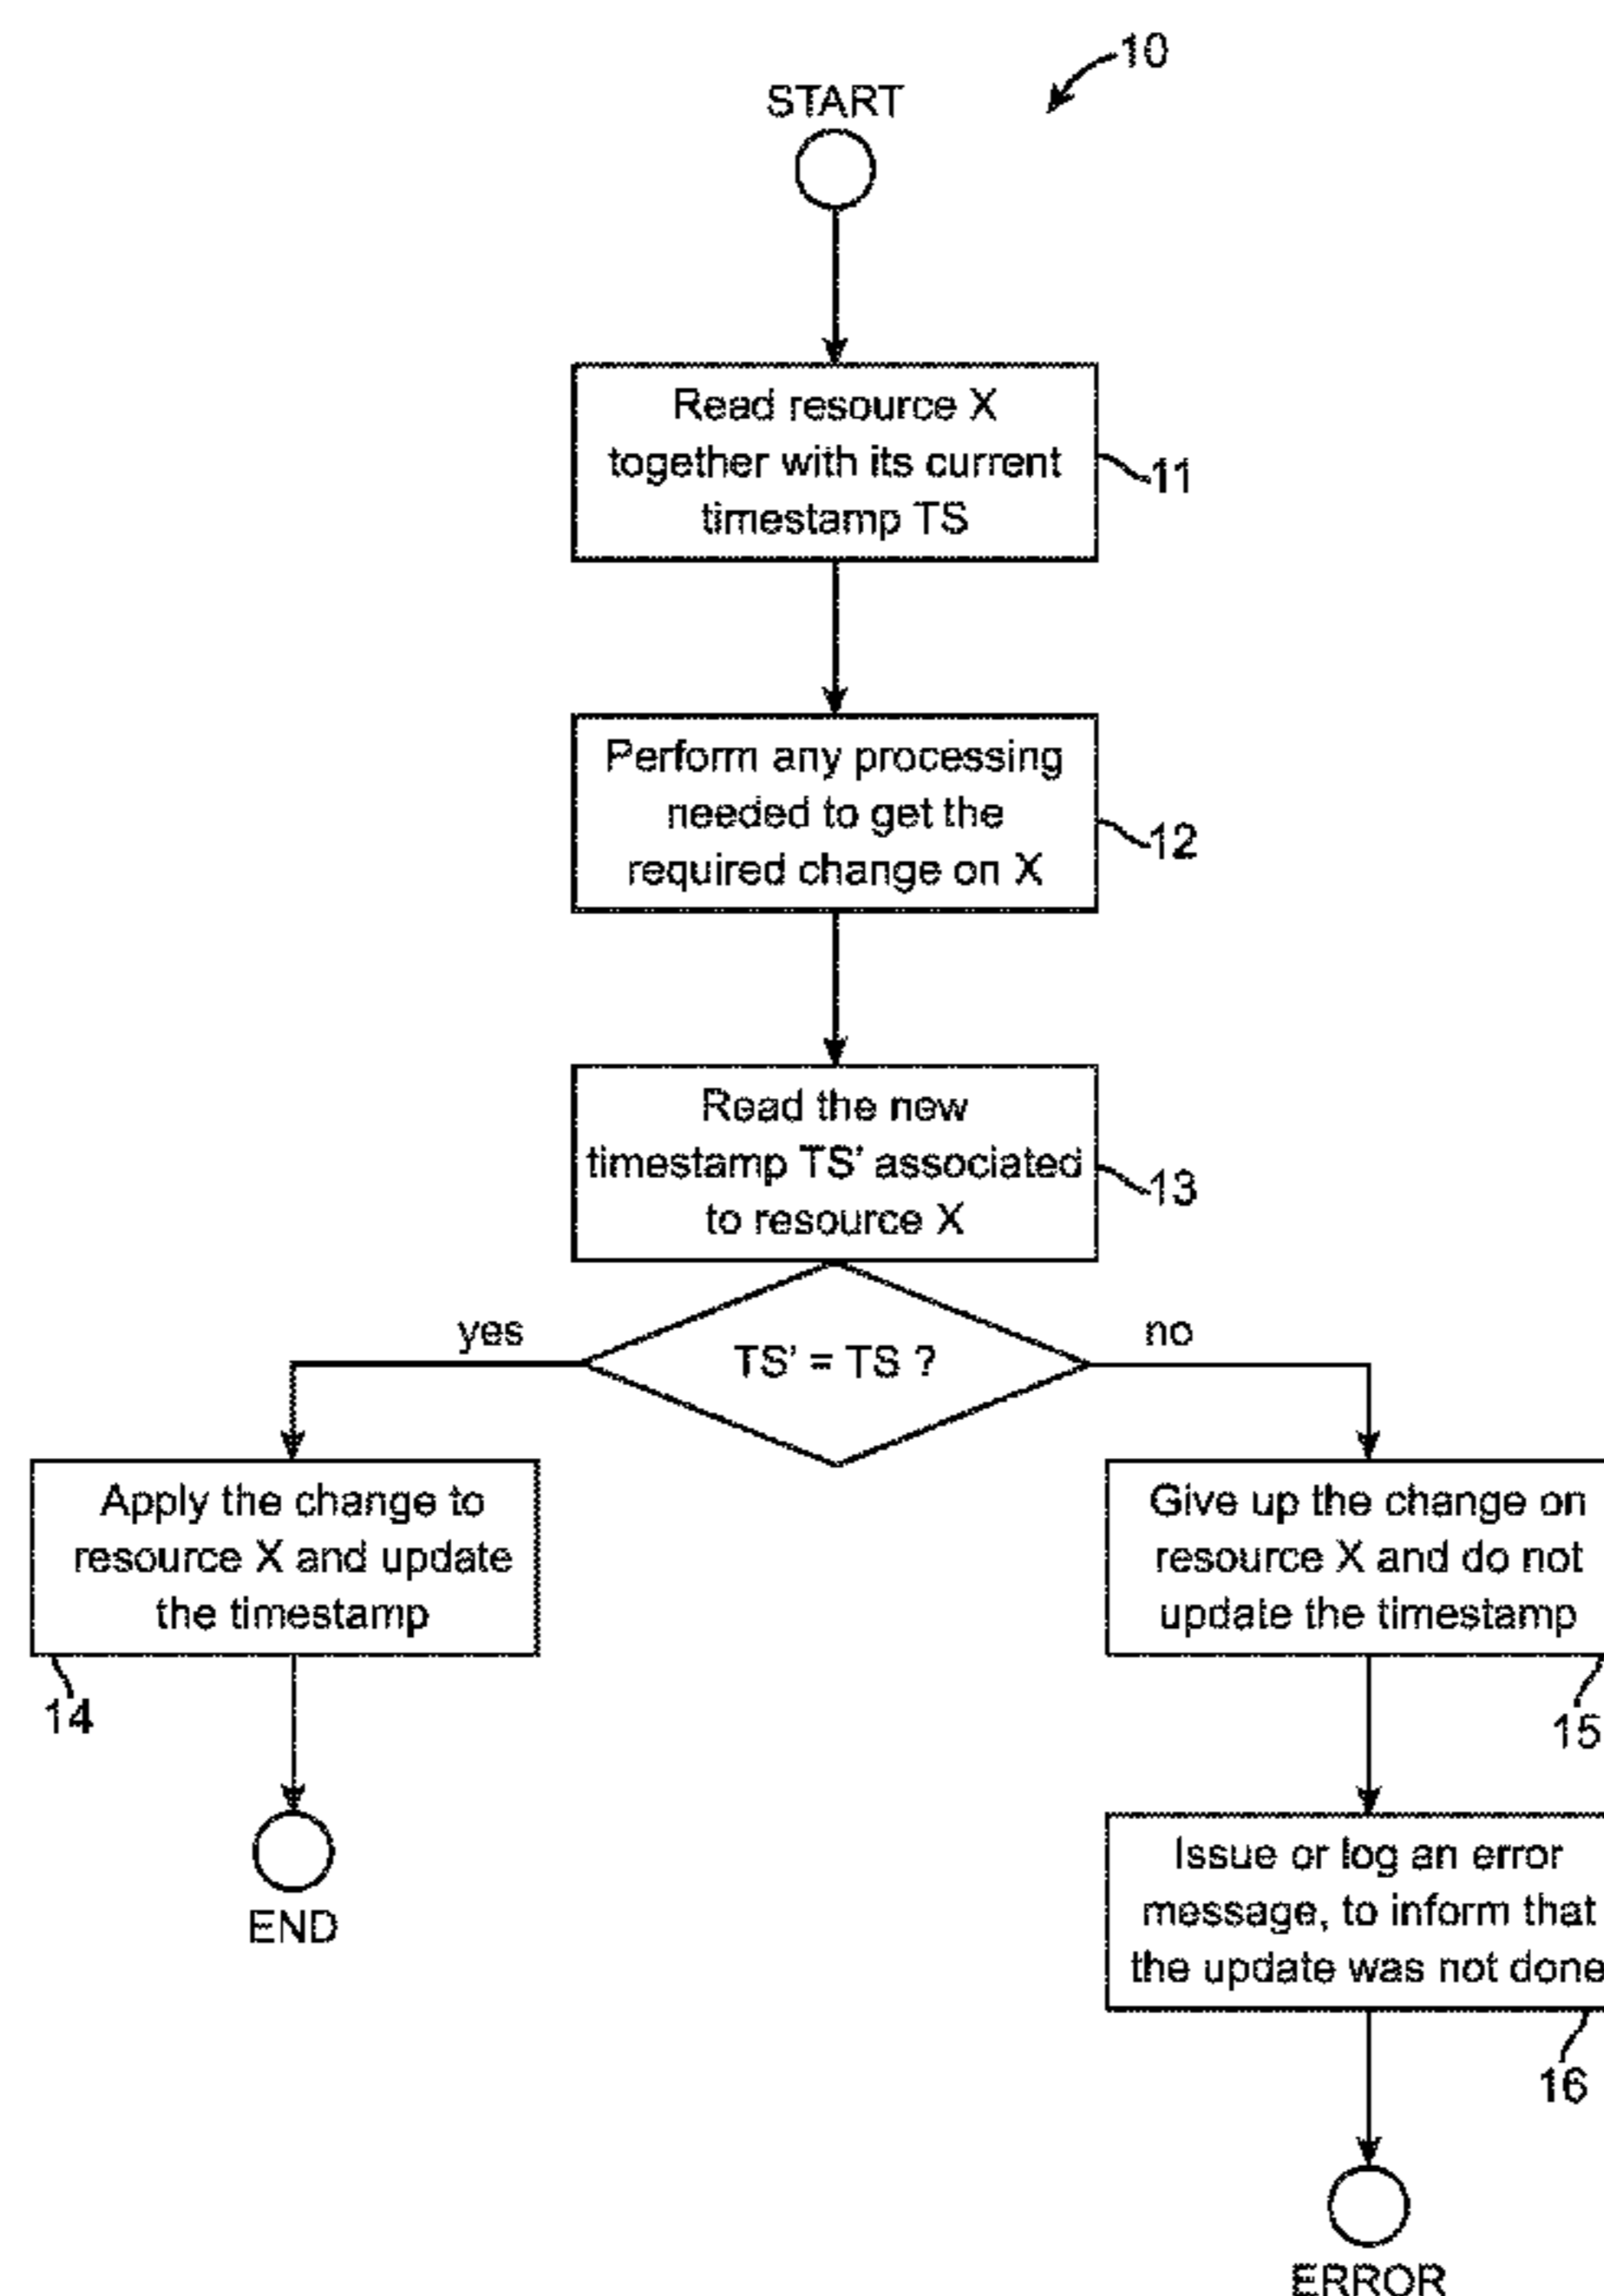 10
START
Read resource X
together with its current
timestamp TS
11
Perform any processing
needed to get the
required change on X
12
Read the new
timestamp TS' associated
to resource X
13
yes
TS' = TS ?
no
Apply the change to
resource X and update
the timestamp
14
Give up the change on
resource X and do not
update the timestamp
15
END
Issue or log an error
message, to inform that
the update was not done
16
ERROR